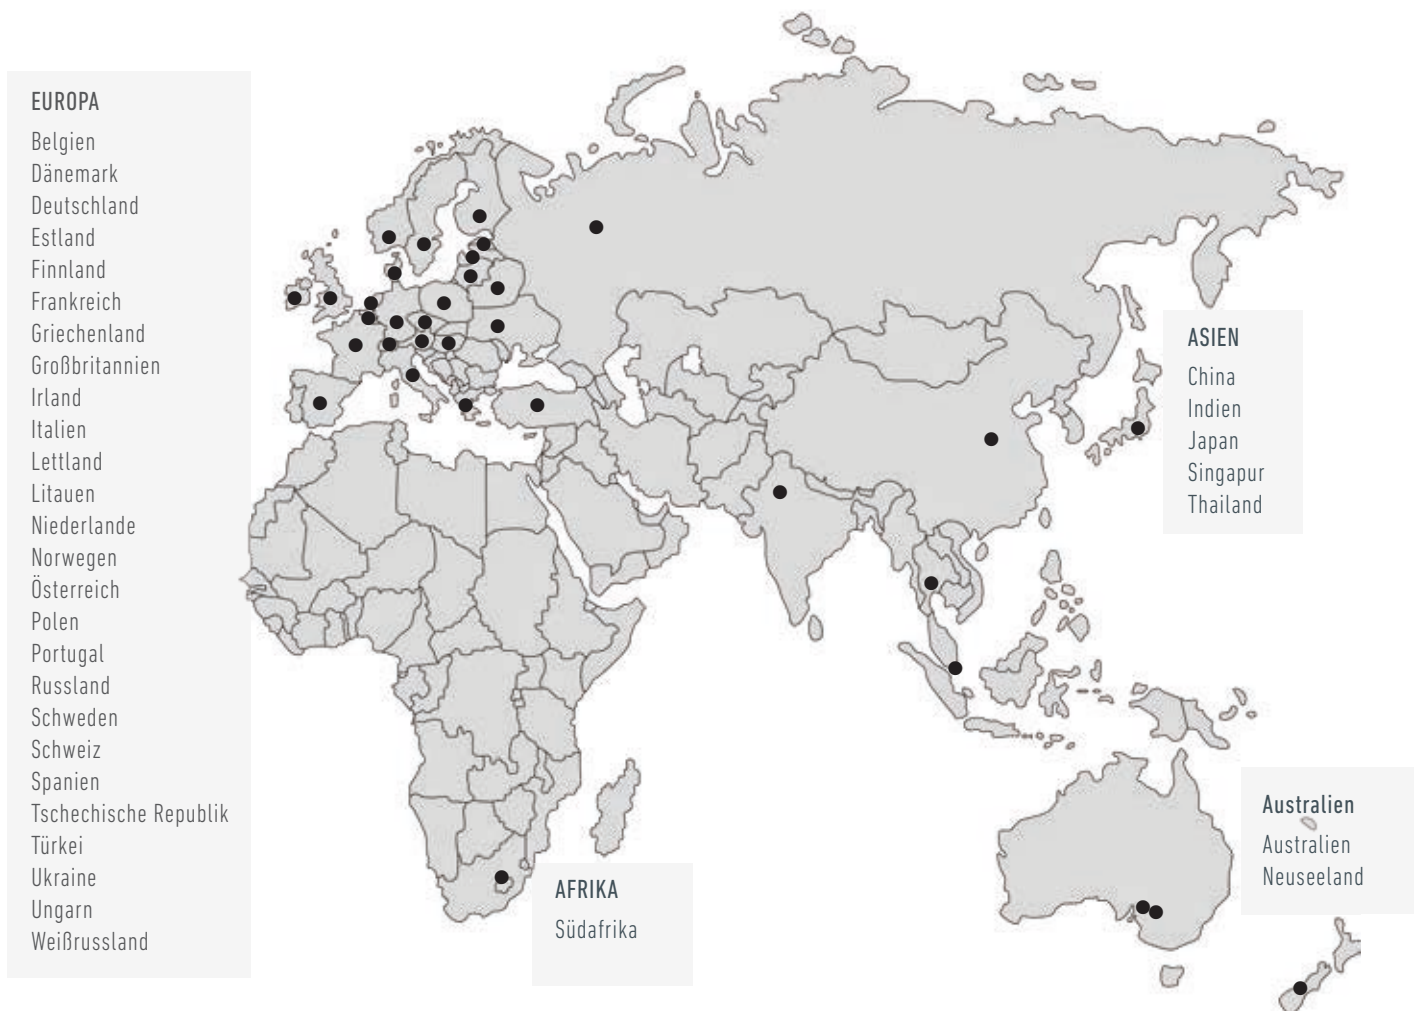 EUROPA
Belgien
Dänemark
Deutschland
Estland
Finnland
Frankreich
Griechenland
Großbritannien
Irland
Italien
Lettland
Litauen
Niederlande
Norwegen
Österreich
Polen
Portugal
Russland
Schweden
Schweiz
Spanien
Tschechische Republik
Türkei
Ukraine
Ungarn
Weißrussland
ASIEN
China
Indien
Japan
Singapur
Thailand
Australien
Australien
Neuseeland
AFRIKA
Südafrika